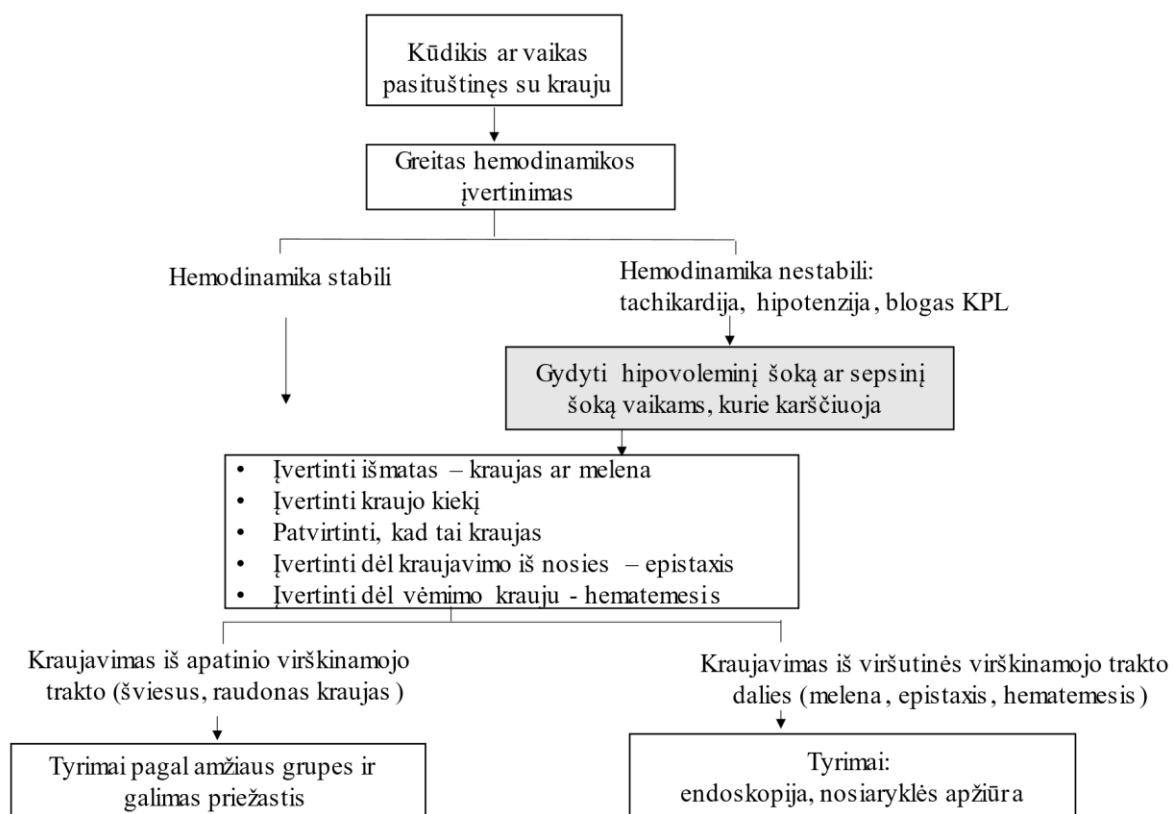 Kūdikis ar vaikas
pasituštinęs su krauju
Greitas hemodinamikos
įvertinimas
Hemodinamika stabili
Hemodinamika nestabili:
tachikardija, hipotenzija, blogas KPL
Gydyti hipovoleminį šoką ar sepsinį
šoką vaikams, kurie karščiuoja
• Įvertinti išmatas – kraujas ar melena
• Įvertinti kraujo kiekį
• Patvirtinti, kad tai kraujas
• Įvertinti dėl kraujavimo iš nosies – epistaxis
• Įvertinti dėl vėmimo krauju - hematemesis
Kraujavimas iš apatinio virškinamojo
trakto (šviesus, raudonas kraujas)
Kraujavimas iš viršutinės virškinamojo trakto
dalies (melena, epistaxis, hematemesis)
Tyrimai pagal amžiaus grupes ir
galimas priežastis
Tyrimai:
endoskopija, nosiaryklės apžiūra